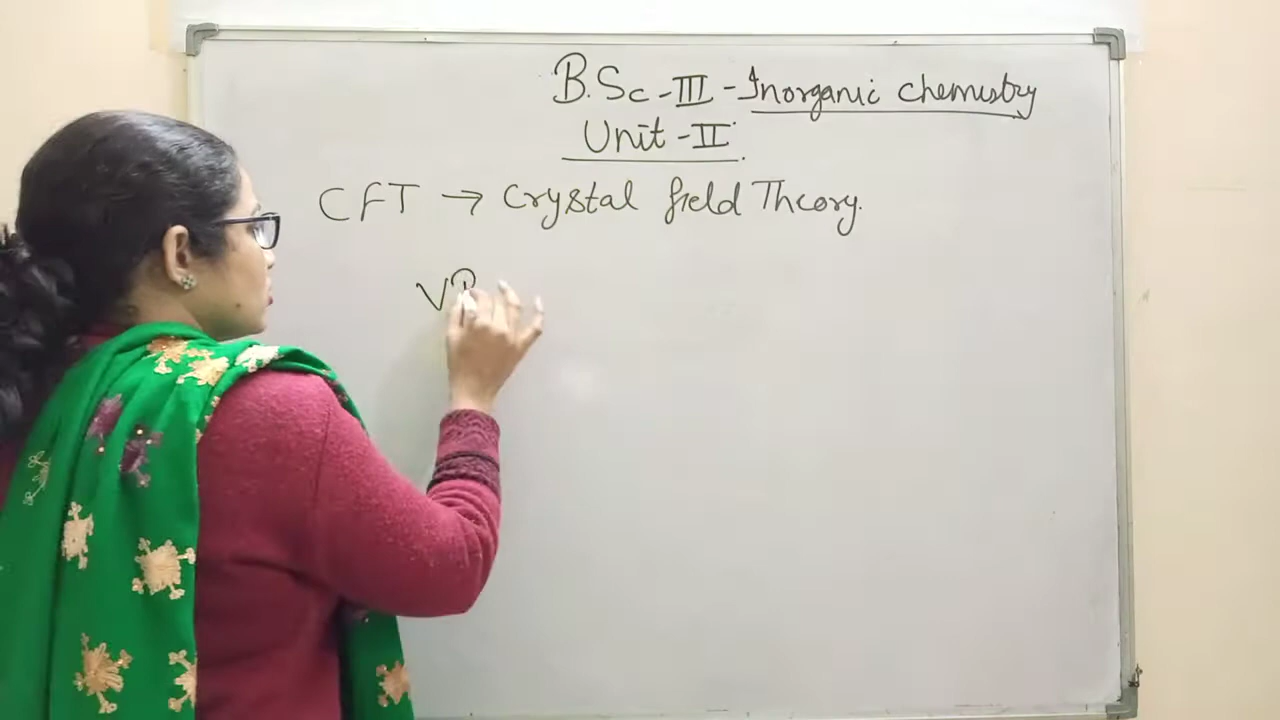 B.Sc-III-Inorganic chemistry
Unit-II
CFT → Crystal field Theory.